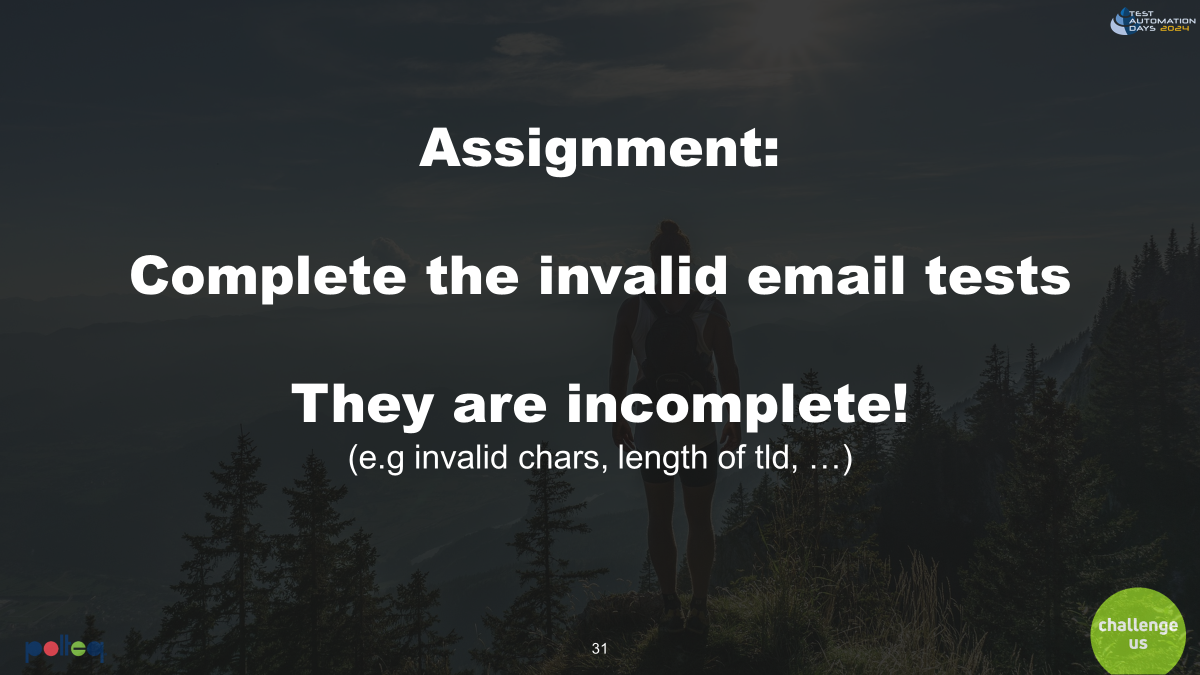 TEST
AUTOMATION
DAYS 2024
Assignment:
Complete the invalid email tests
They are incomplete!
(e.g invalid chars, length of tld, …)
polteq
31
challenge
us